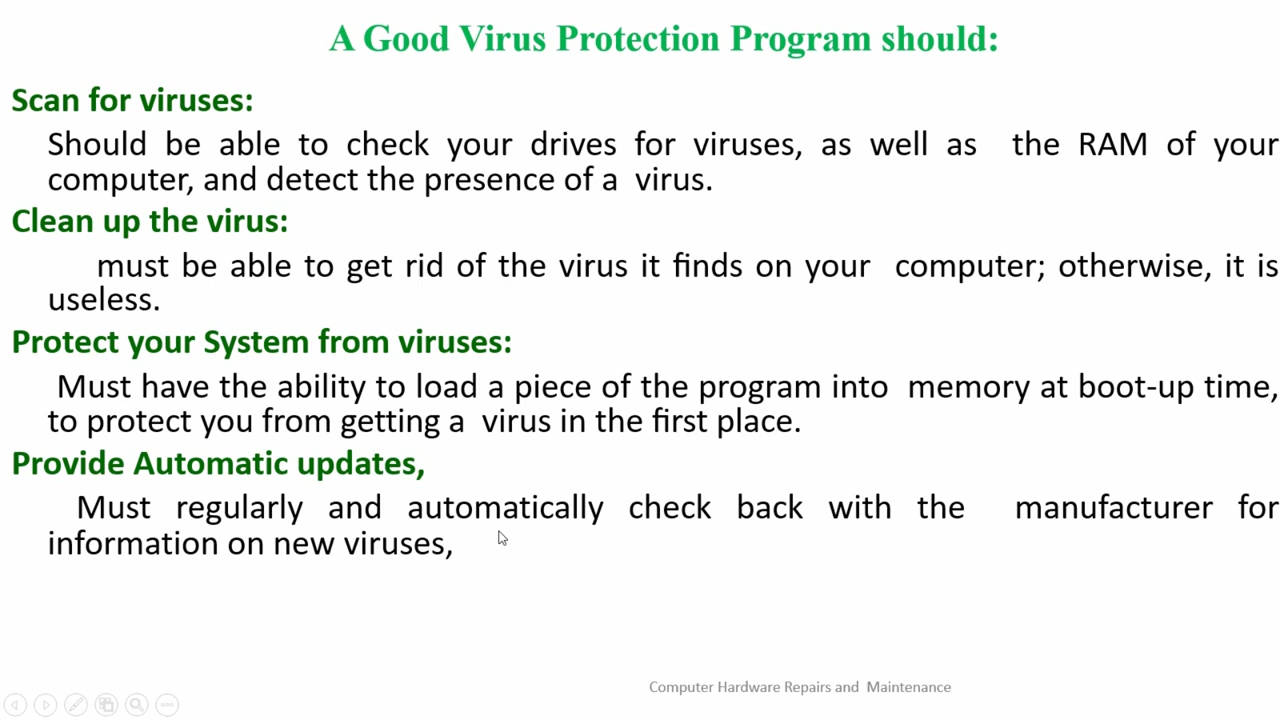 A Good Virus Protection Program should:
Scan for viruses:
Should be able to check your drives for viruses, as well as the RAM of your
computer, and detect the presence of a virus.
Clean up the virus:
must be able to get rid of the virus it finds on your computer; otherwise, it is
useless.
Protect your System from viruses:
Must have the ability to load a piece of the program into memory at boot-up time,
to protect you from getting a virus in the first place.
Provide Automatic updates,
Must regularly and automatically check back with the manufacturer for
information on new viruses,
Computer Hardware Repairs and Maintenance